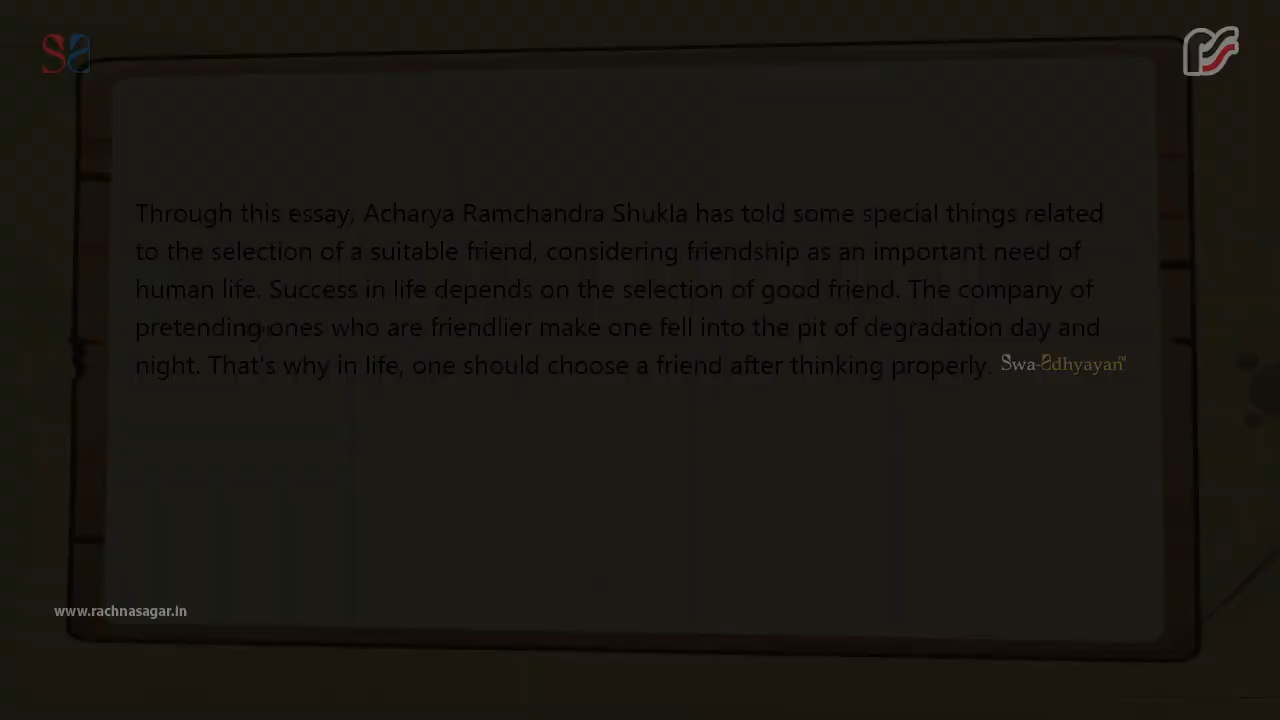 Through this essay, Acharya Ramchandra Shukla has told some special things related
to the selection of a suitable friend, considering friendship as an important need of
human life. Success in life depends on the selection of good friend. The company of
pretending ones who are friendlier make one fell into the pit of degradation day and
night. That's why in life, one should choose a friend after thinking properly.
Swa-Adhyayan™
www.rachnasagar.in